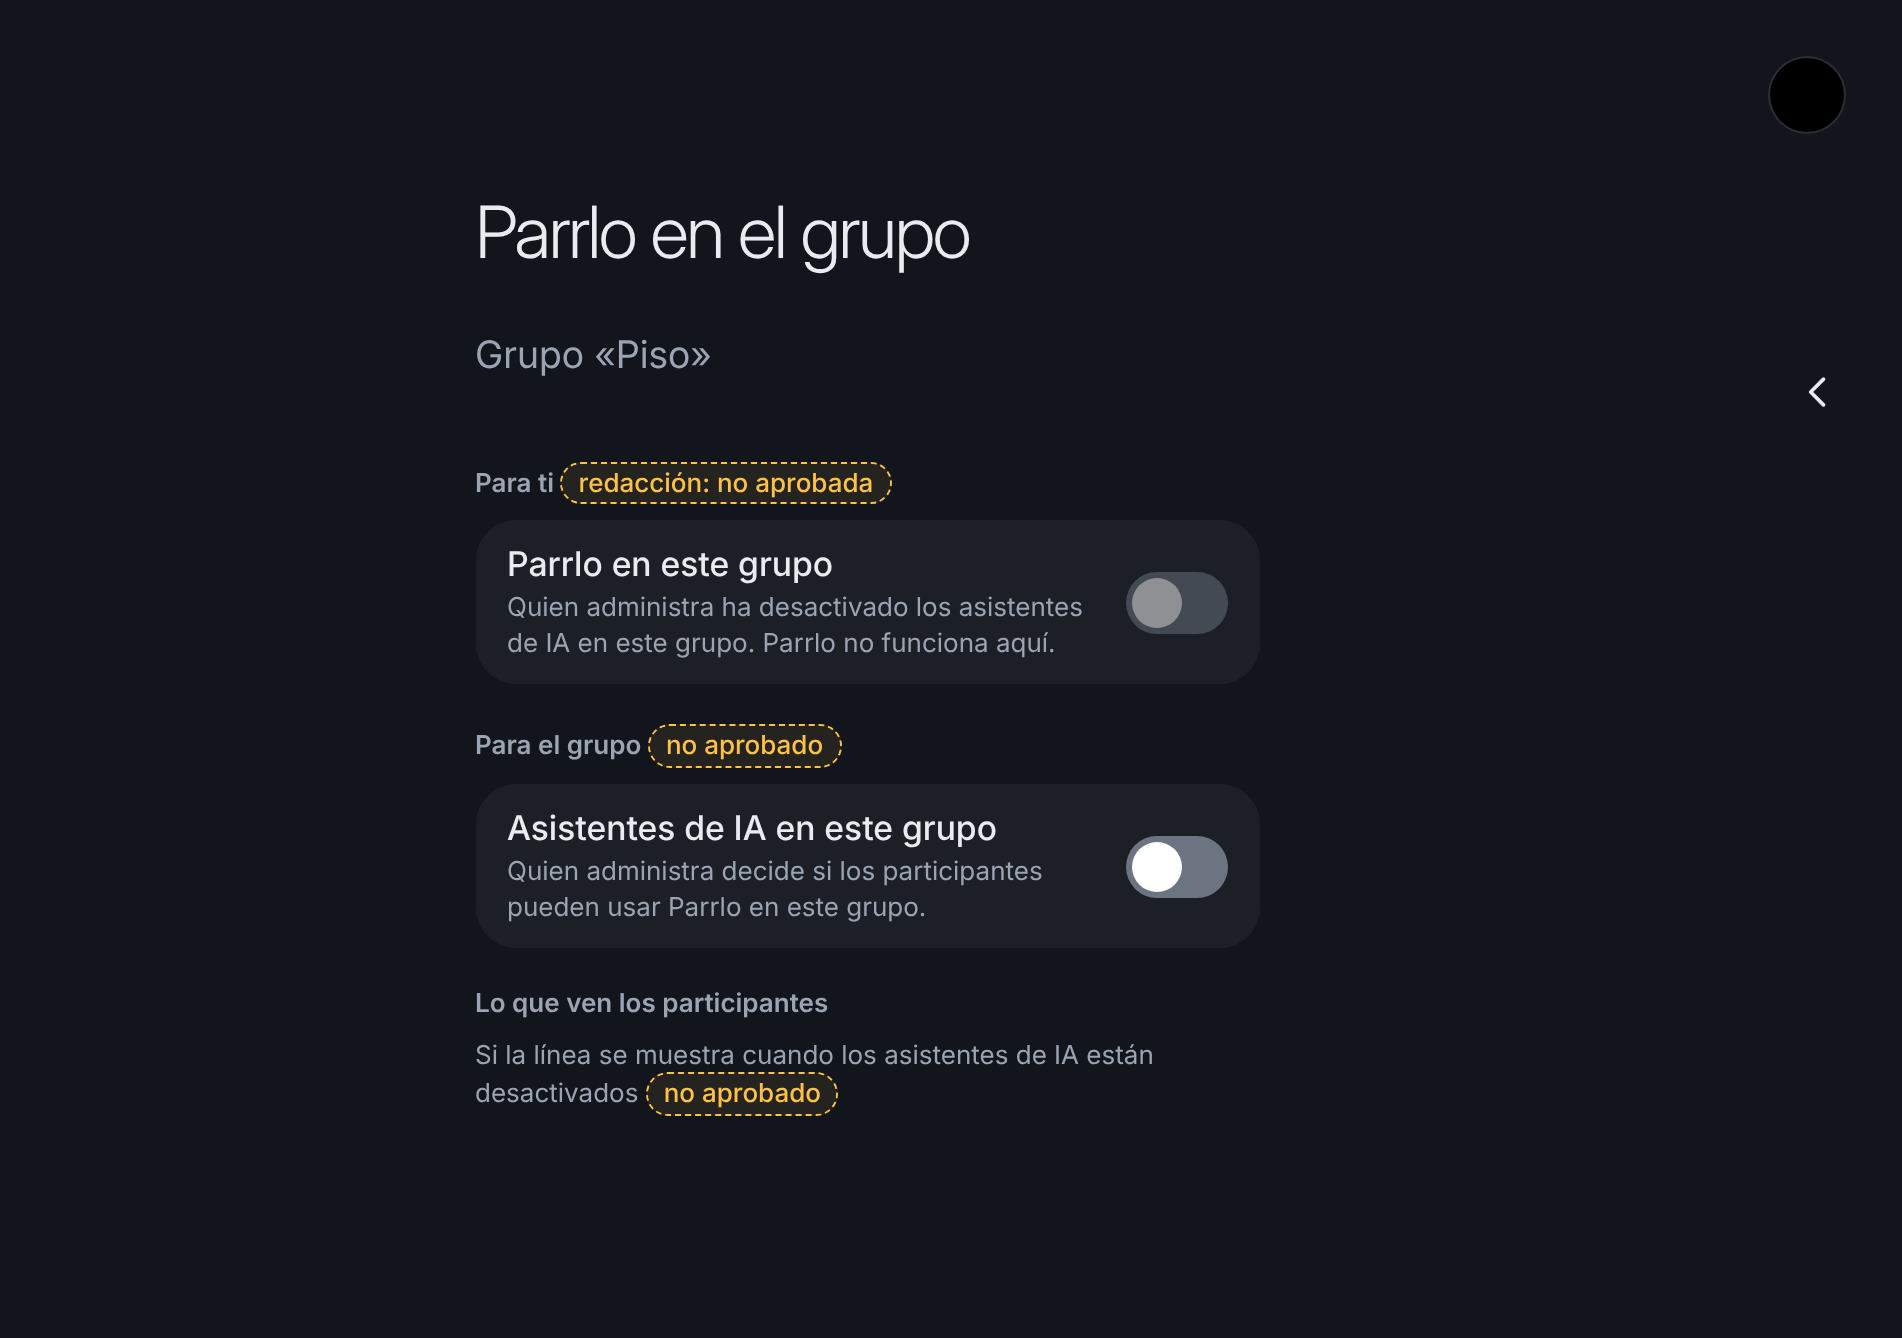 Parrlo en el grupo
Grupo «Piso»
Para ti redacción: no aprobada
Parrlo en este grupo
Quien administra ha desactivado los asistentes
de IA en este grupo. Parrlo no funciona aquí.
Para el grupo no aprobado
Asistentes de IA en este grupo
Quien administra decide si los participantes
pueden usar Parrlo en este grupo.
Lo que ven los participantes
Si la línea se muestra cuando los asistentes de IA están
desactivados no aprobado